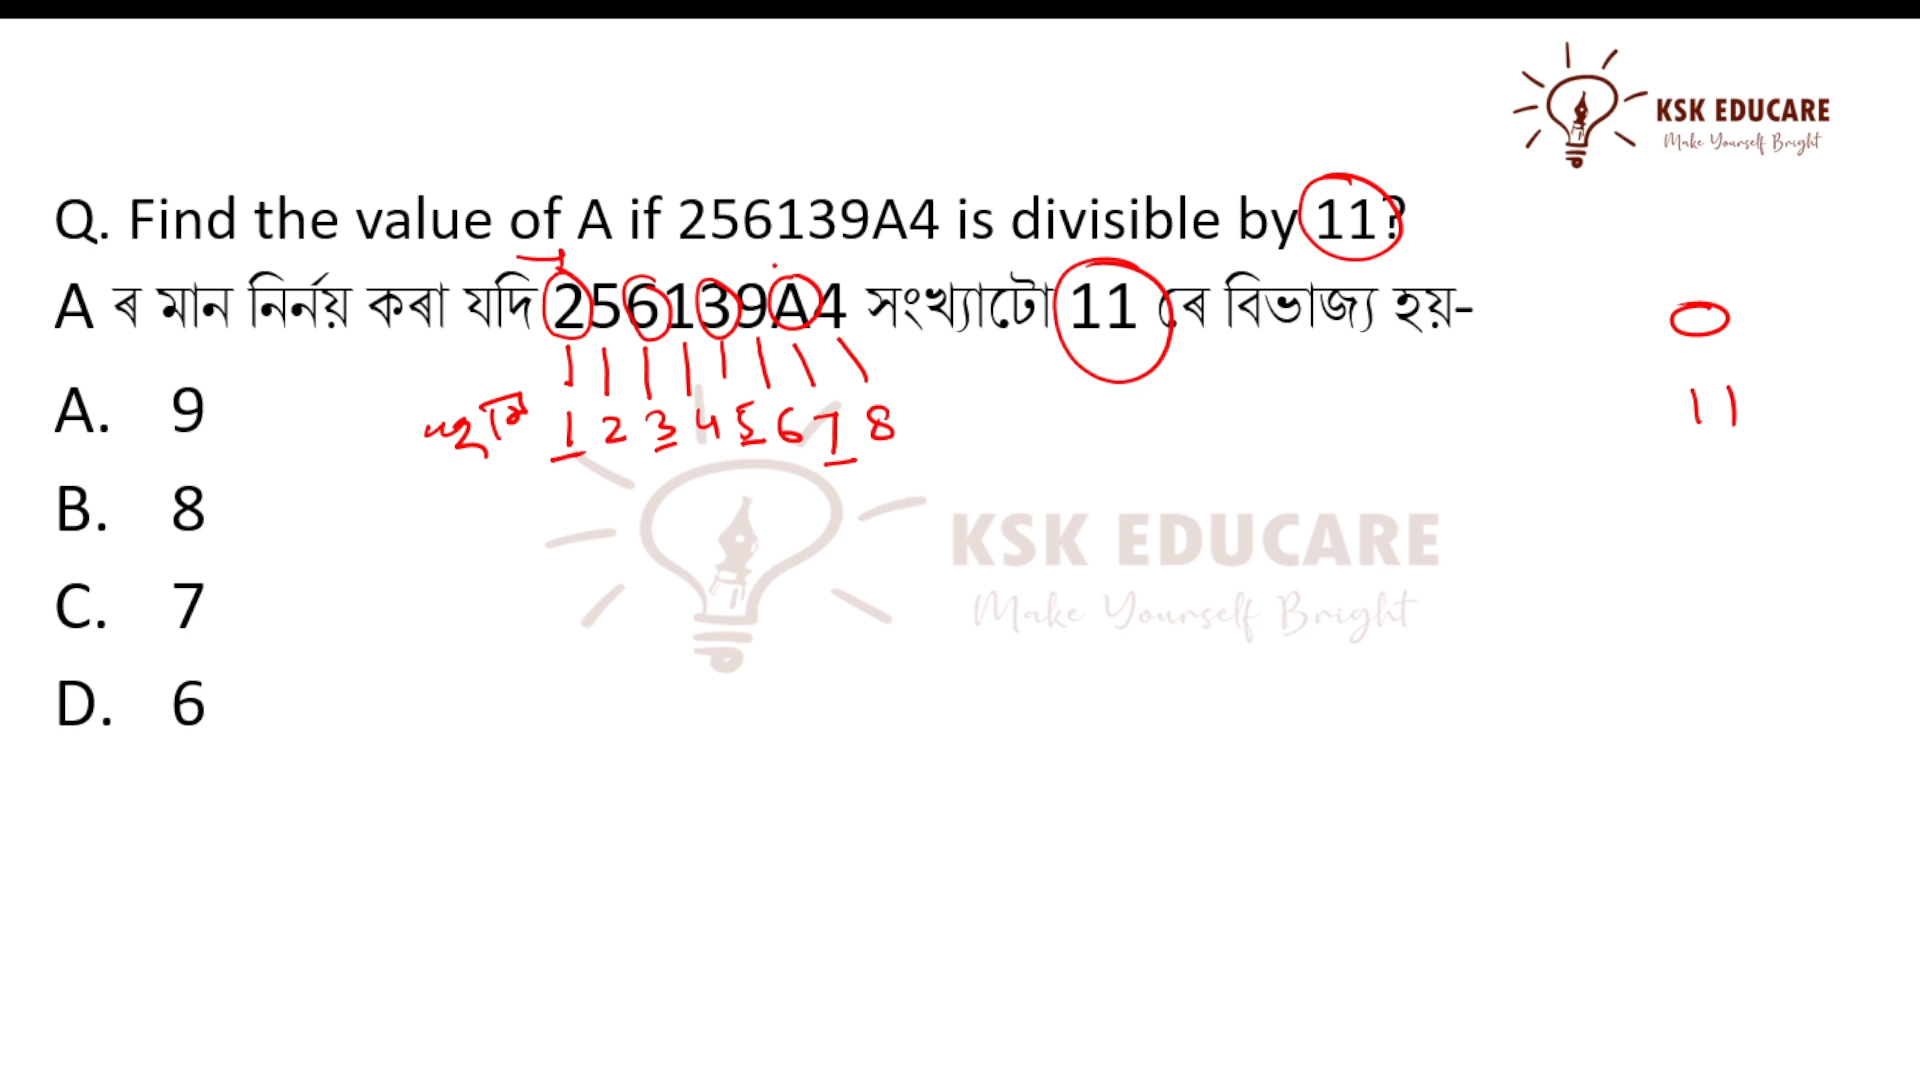 KSK EDUCARE
Make Yourself Bright
Q. Find the value of A if 256139A4 is divisible by 11?
A ৰ মান নিৰ্নয় কৰা যদি 256139A4 সংখ্যাটো 11 ৰে বিভাজ্য হয়-
0
A. 9
11
1 2 3 4 5 6 7 8
B. 8
KSK EDUCARE
C. 7
Make Yourself Bright
D. 6